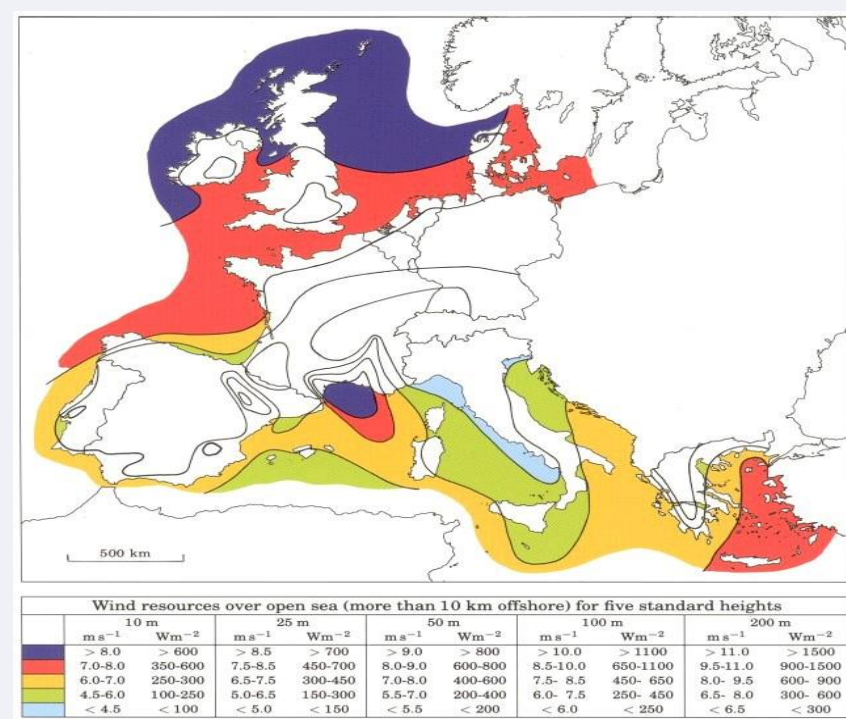 500 km
Wind resources over open sea (more than 10 km offshore) for five standard heights
10 m 25 m 50 m 100 m 200 m
m s⁻¹ Wm⁻² m s⁻¹ Wm⁻² m s⁻¹ Wm⁻² m s⁻¹ Wm⁻² m s⁻¹ Wm⁻²
> 8.0 > 600 > 8.5 > 700 > 9.0 > 800 > 10.0 > 1100 > 11.0 > 1500
7.0-8.0 350-600 7.5-8.5 450-700 8.0-9.0 600-800 8.5-10.0 650-1100 9.5-11.0 900-1500
6.0-7.0 250-300 6.5-7.5 300-450 7.0-8.0 400-600 7.5- 8.5 450- 650 8.0- 9.5 600- 900
4.5-6.0 100-250 5.0-6.5 150-300 5.5-7.0 200-400 6.0- 7.5 250- 450 6.5- 8.0 300- 600
< 4.5 < 100 < 5.0 < 150 < 5.5 < 200 < 6.0 < 250 < 6.5 < 300